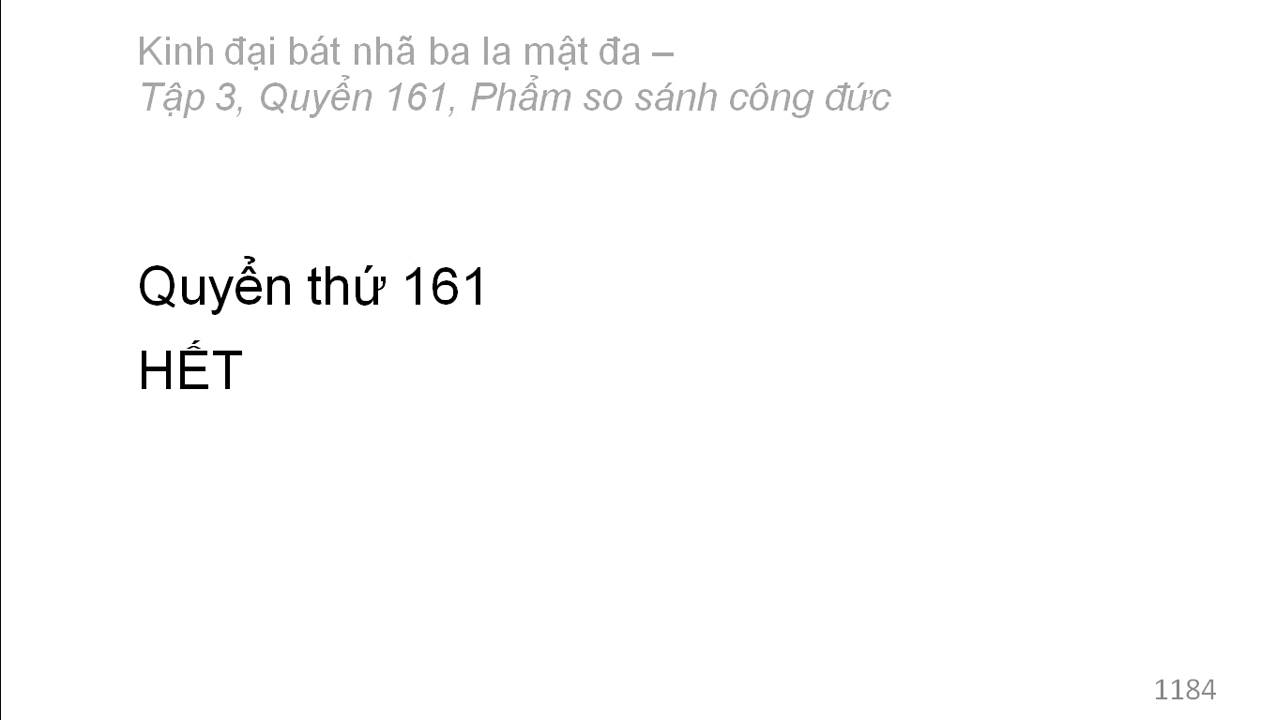 Kinh đại bát nhã ba la mật đa –
Tập 3, Quyển 161, Phẩm so sánh công đức
Quyển thứ 161
HẾT
1184